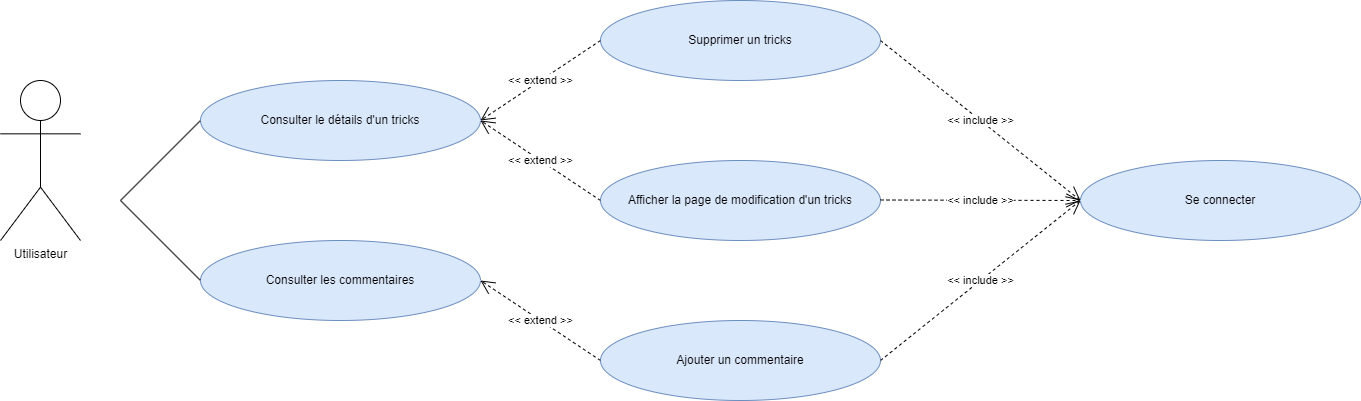 Supprimer un tricks
<< extend >>
Consulter le détails d'un tricks
<< include >>
<< extend >>
Afficher la page de modification d'un tricks
<< include >>
Se connecter
Utilisateur
Consulter les commentaires
<< include >>
<< extend >>
Ajouter un commentaire